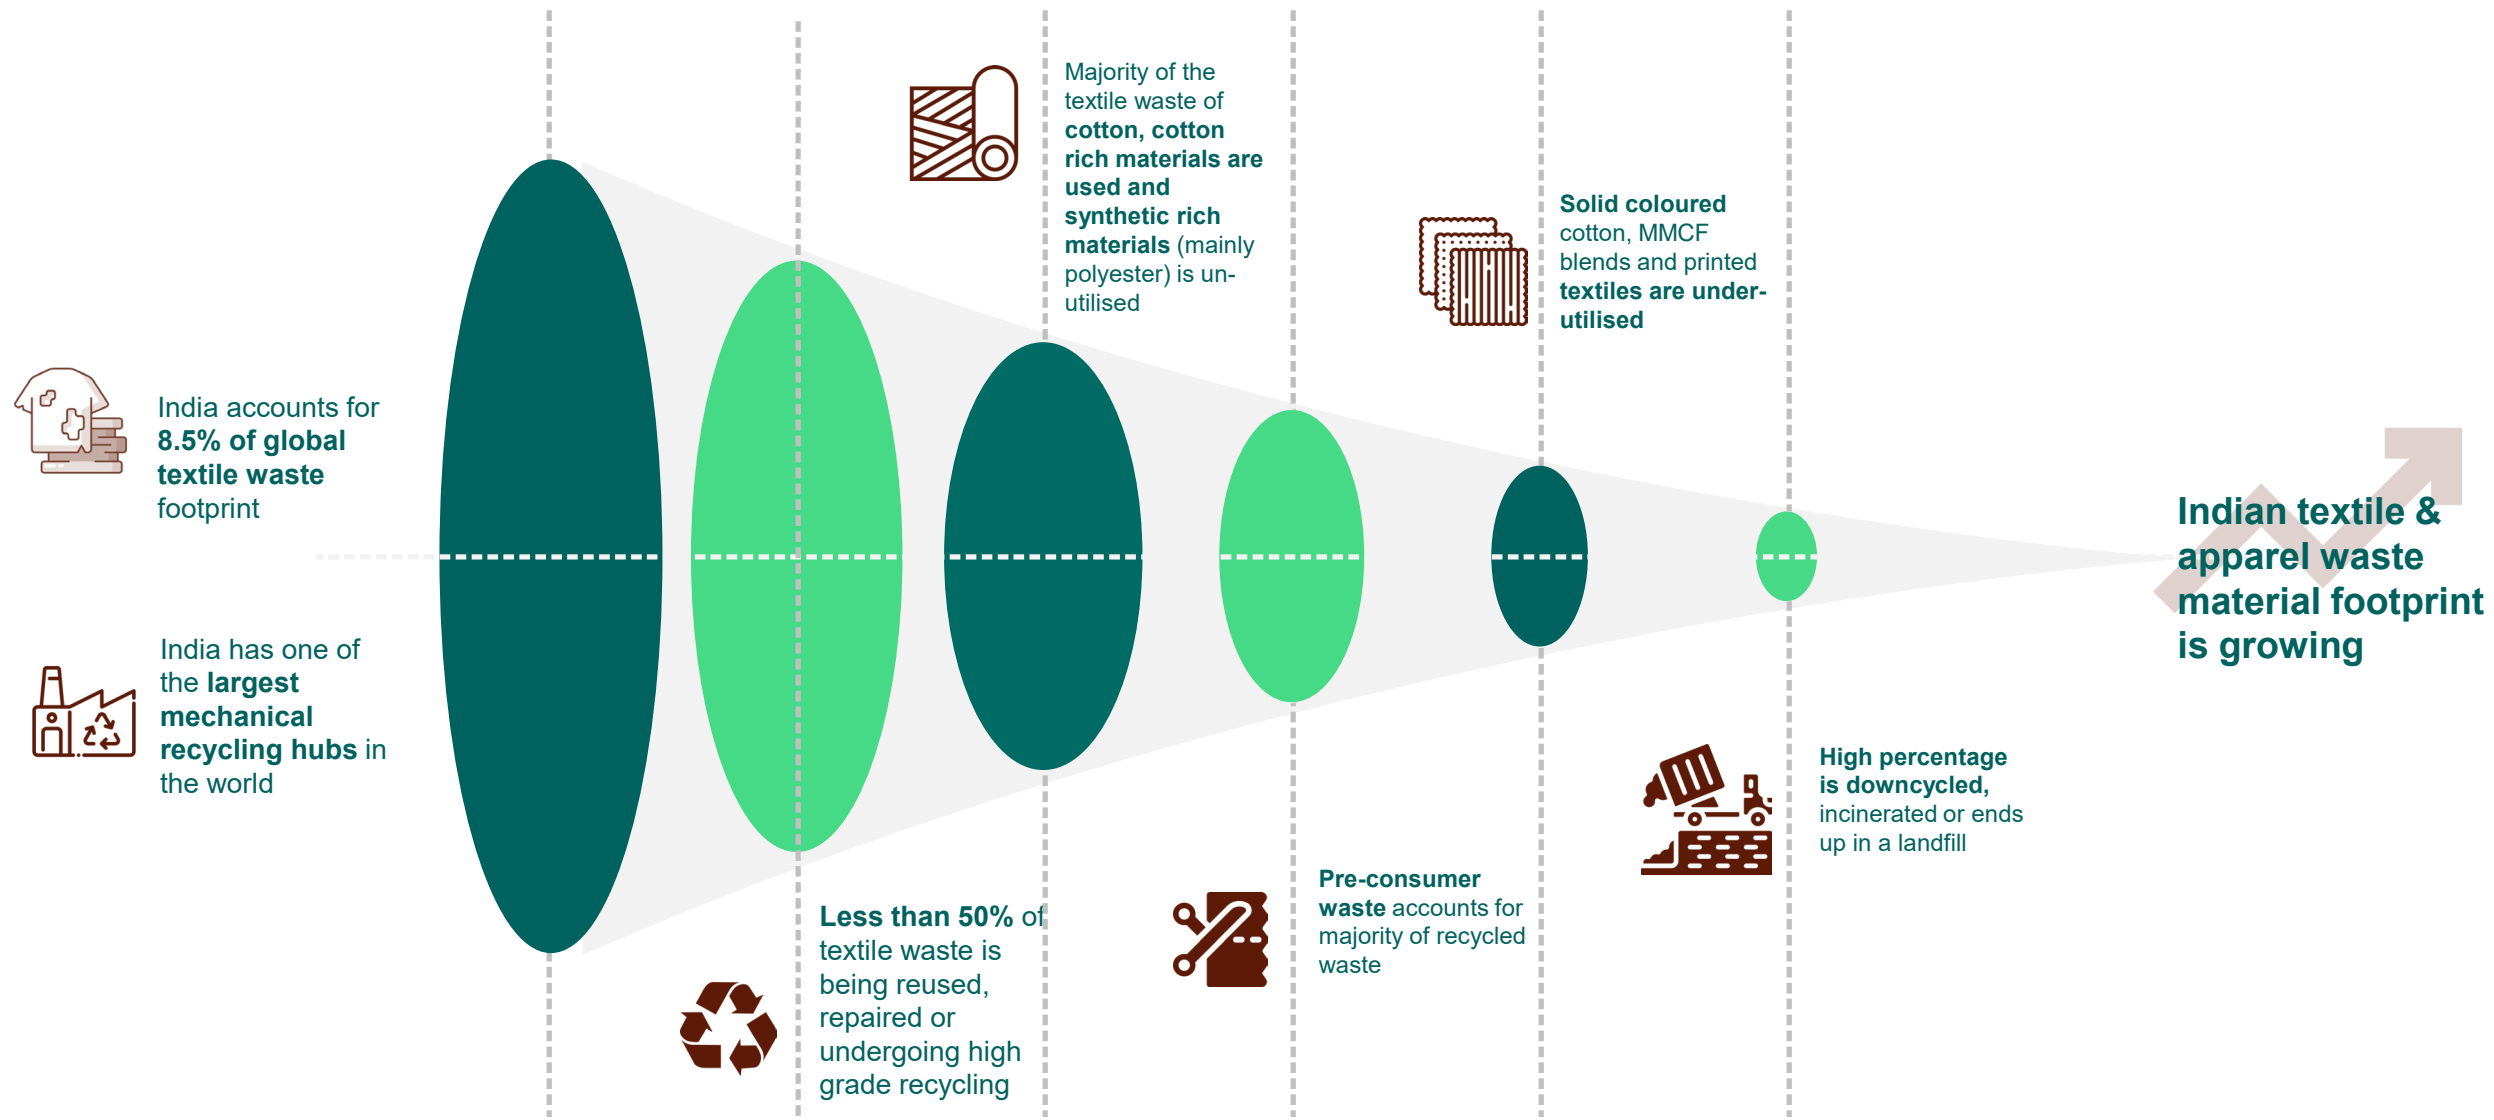 India accounts for
8.5% of global
textile waste
footprint
India has one of
the largest
mechanical
recycling hubs in
the world
Less than 50% of
textile waste is
being reused,
repaired or
undergoing high
grade recycling
Majority of the
textile waste of
cotton, cotton
rich materials are
used and
synthetic rich
materials (mainly
polyester) is un-
utilised
Pre-consumer
waste accounts for
majority of recycled
waste
Solid coloured
cotton, MMCF
blends and printed
textiles are under-
utilised
High percentage
is downcycled,
incinerated or ends
up in a landfill
Indian textile &
apparel waste
material footprint
is growing